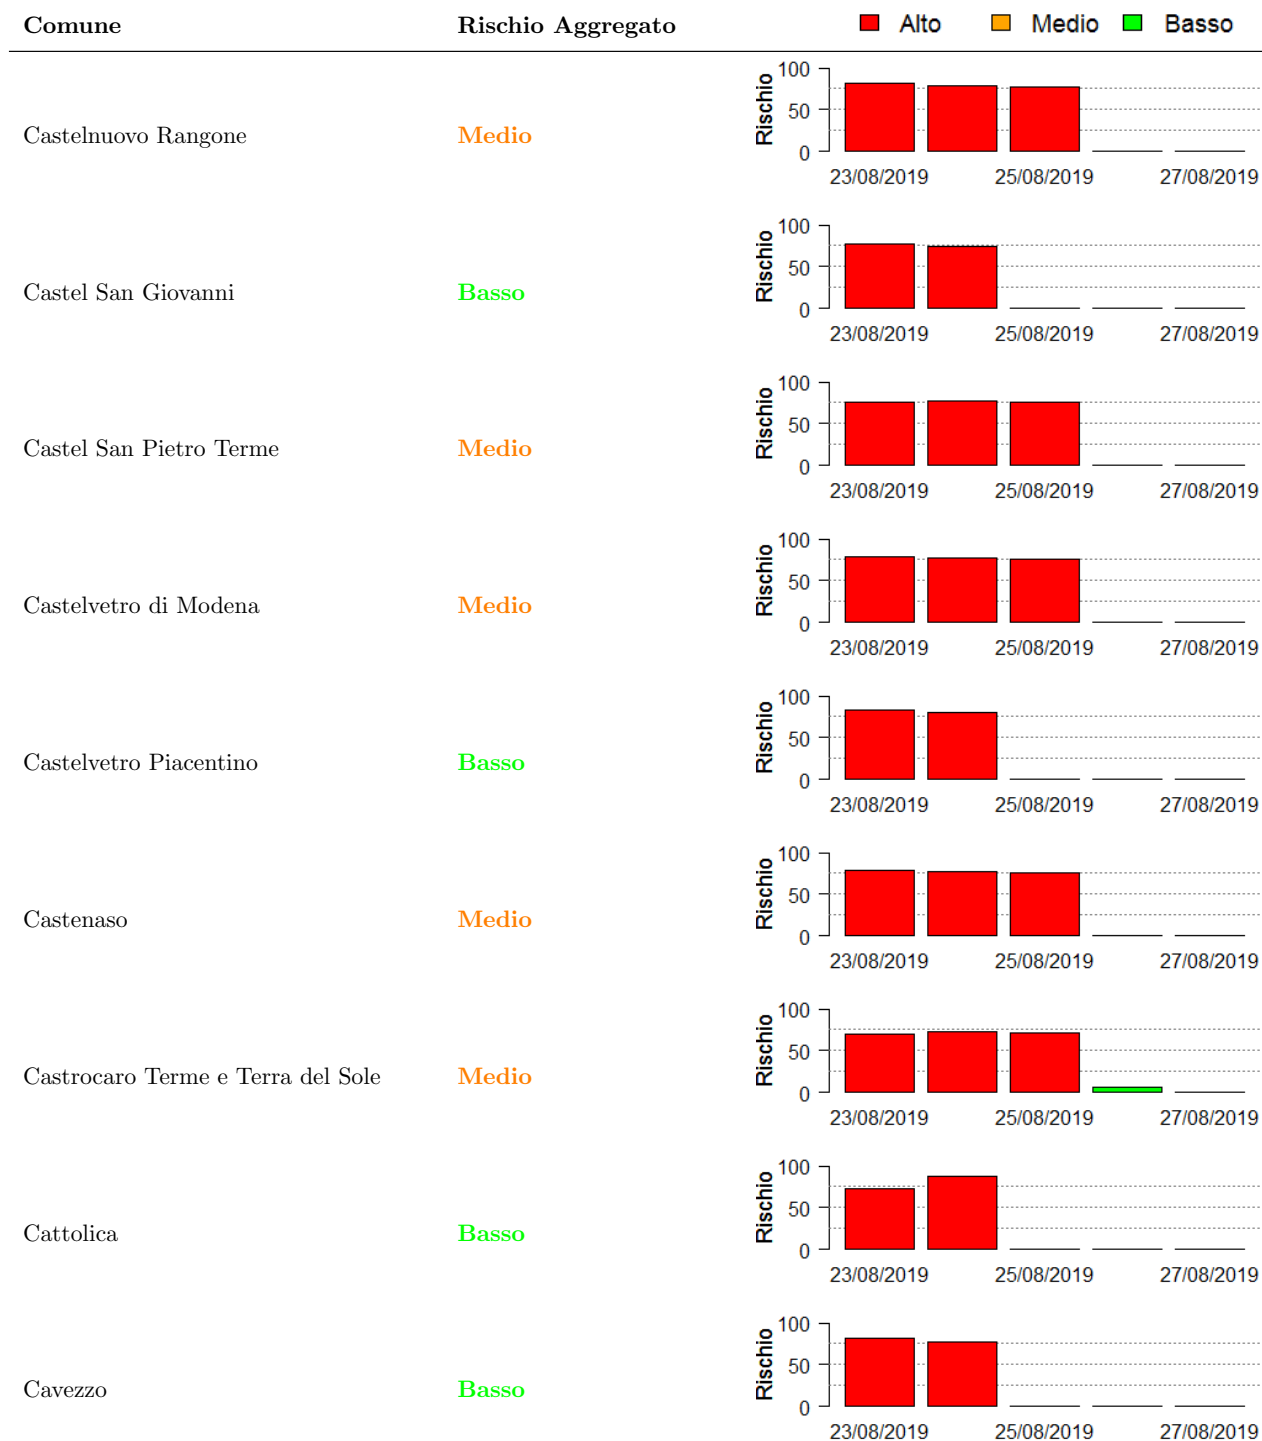 Comune Rischio Aggregato Alto Medio Basso
100
50
0
Rischio
Castelnuovo Rangone Medio
23/08/2019 25/08/2019 27/08/2019
100
50
0
Rischio
Castel San Giovanni Basso
23/08/2019 25/08/2019 27/08/2019
100
50
0
Rischio
Castel San Pietro Terme Medio
23/08/2019 25/08/2019 27/08/2019
100
50
0
Rischio
Castelvetro di Modena Medio
23/08/2019 25/08/2019 27/08/2019
100
50
0
Rischio
Castelvetro Piacentino Basso
23/08/2019 25/08/2019 27/08/2019
100
50
0
Rischio
Castenaso Medio
23/08/2019 25/08/2019 27/08/2019
100
50
0
Rischio
Castrocaro Terme e Terra del Sole Medio
23/08/2019 25/08/2019 27/08/2019
100
50
0
Rischio
Cattolica Basso
23/08/2019 25/08/2019 27/08/2019
100
50
0
Rischio
Cavezzo Basso
23/08/2019 25/08/2019 27/08/2019